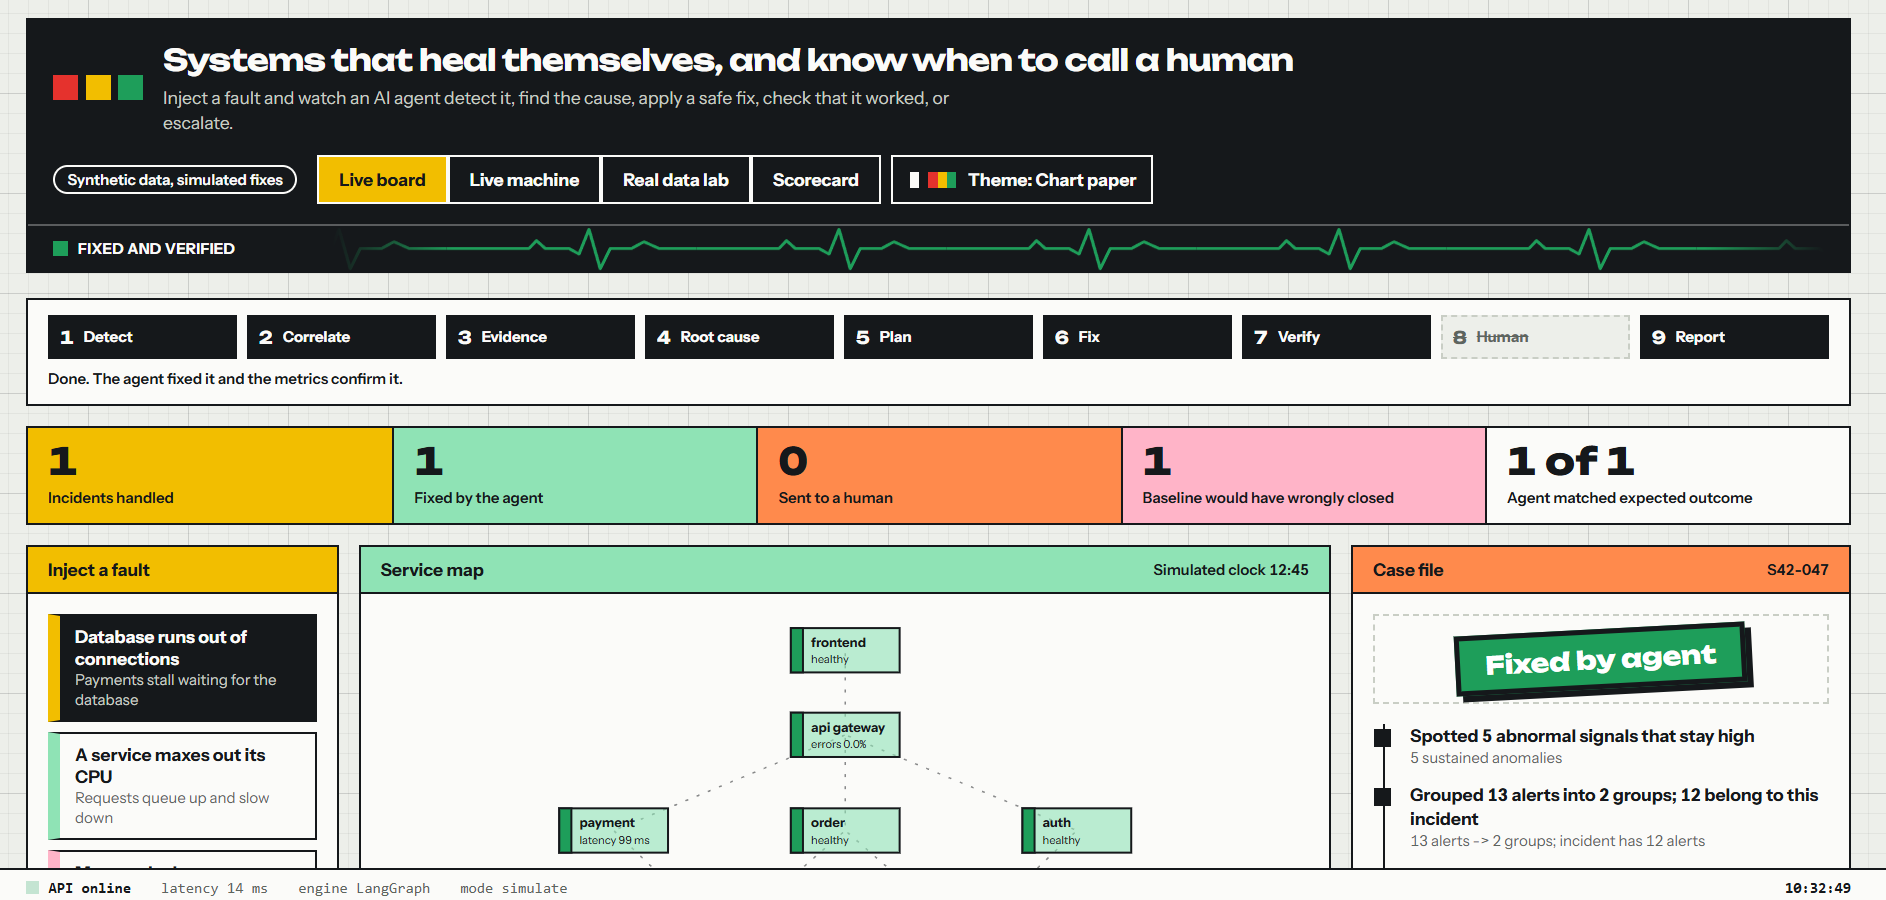 Systems that heal themselves, and know when to call a human
Inject a fault and watch an AI agent detect it, find the cause, apply a safe fix, check that it worked, or
escalate.
Synthetic data, simulated fixes
Live board
Live machine
Real data lab
Scorecard
Theme: Chart paper
FIXED AND VERIFIED
1 Detect
2 Correlate
3 Evidence
4 Root cause
5 Plan
6 Fix
7 Verify
8 Human
9 Report
Done. The agent fixed it and the metrics confirm it.
1
Incidents handled
1
Fixed by the agent
0
Sent to a human
1
Baseline would have wrongly closed
1 of 1
Agent matched expected outcome
Inject a fault
Database runs out of
connections
Payments stall waiting for the
database
A service maxes out its
CPU
Requests queue up and slow
down
Service map
Simulated clock 12:45
frontend
healthy
api gateway
errors 0.0%
payment
latency 99 ms
order
healthy
auth
healthy
Case file
S42-047
Fixed by agent
Spotted 5 abnormal signals that stay high
5 sustained anomalies
Grouped 13 alerts into 2 groups; 12 belong to this
incident
13 alerts -> 2 groups; incident has 12 alerts
API online
latency 14 ms
engine LangGraph
mode simulate
10:32:49